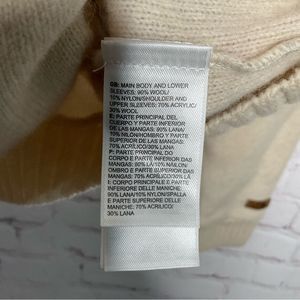 GB: MAIN BODY AND LOWER
SLEEVES: 90% WOOL/
10% NYLON/SHOULDER AND
UPPER SLEEVES: 70% ACRYLIC/
30% WOOL
E: PARTE PRINCIPAL DEL
CUERPO Y PARTE INFERIOR
DE LAS MANGAS: 90% LANA/
10% NYLON/HOMBROS Y
PARTE SUPERIOR DE LAS
MANGAS: 70% ACRÍLICO/
30% LANA
P: PARTE PRINCIPAL DO
CORPO E PARTE INFERIOR
DAS MANGAS: 90% LÃ/10% NÁILON/
OMBRO E PARTE SUPERIOR DAS
MANGAS: 70% ACRÍLICO/30% LÃ
I: CORPO PRINCIPALE E PARTE
INFERIORE DELLE MANICHE:
90% LANA/10% NYLON/SPALLA
E PARTE SUPERIORE DELLE
MANICHE: 70% ACRILICO/
30% LANA